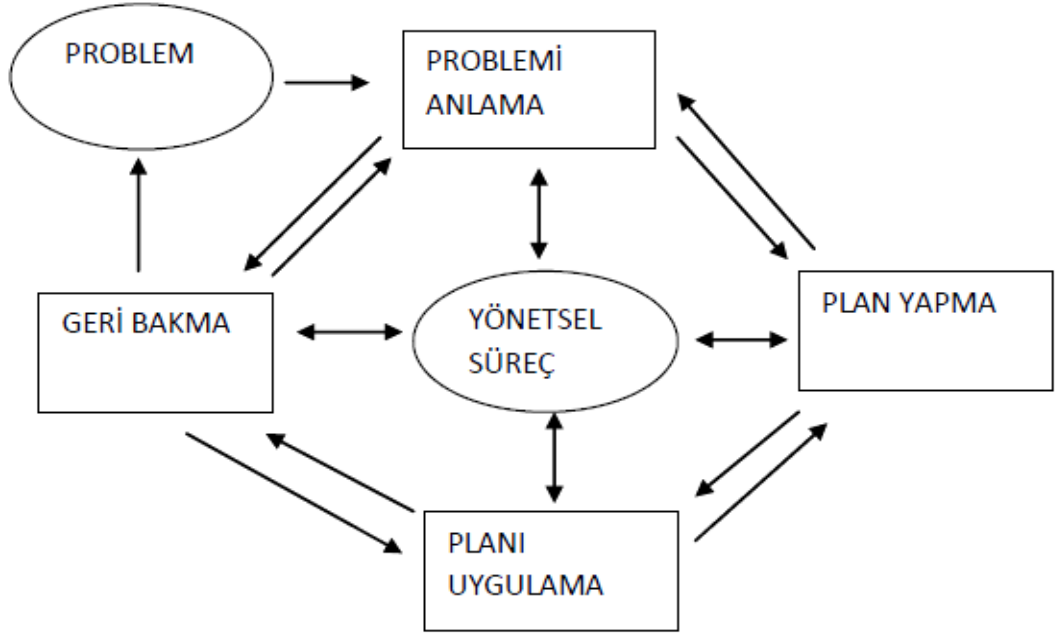 PROBLEM
PROBLEMİ
ANLAMA
GERİ BAKMA
YÖNETSEL
SÜREÇ
PLAN YAPMA
PLANI
UYGULAMA